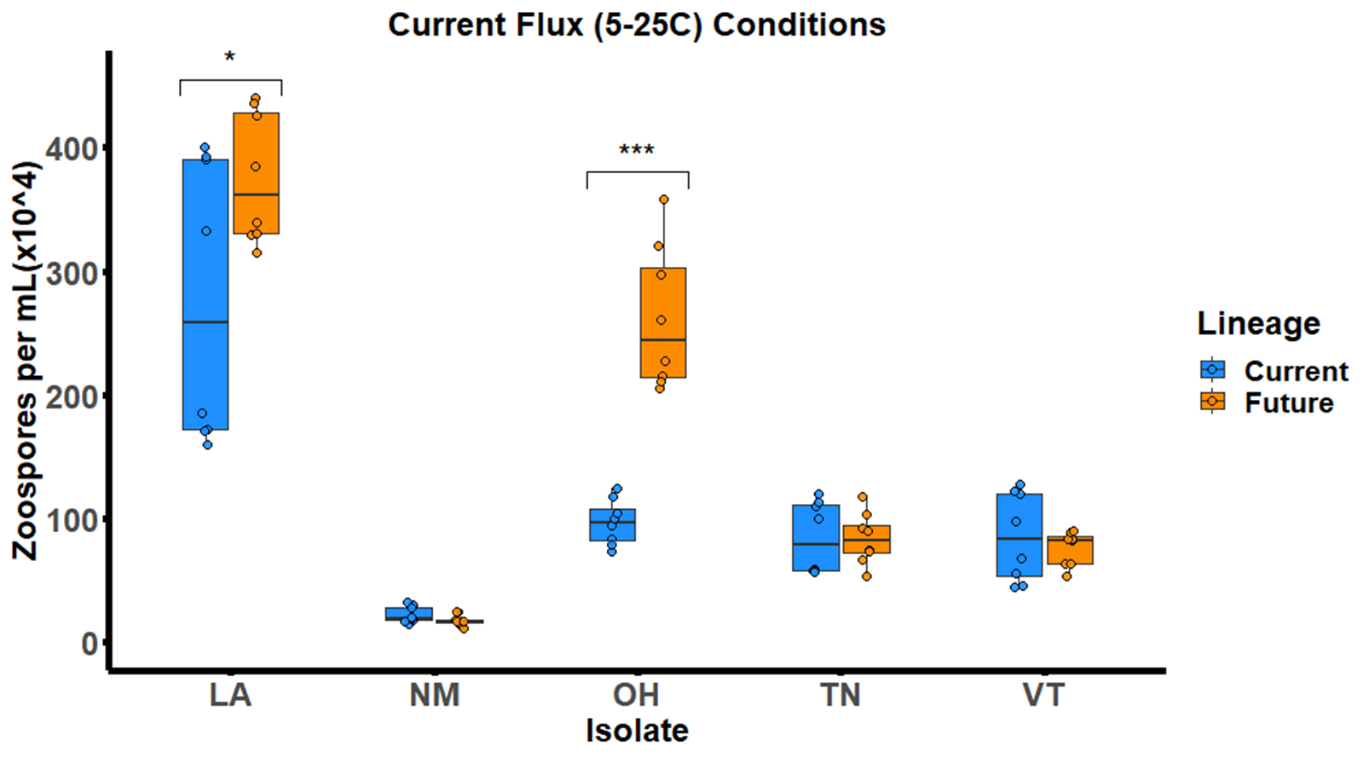 Current Flux (5-25C) Conditions
*
***
Zoospores per mL(x10^4)
400
300
200
100
0
LA NM OH TN VT
Isolate
Lineage
Current
Future